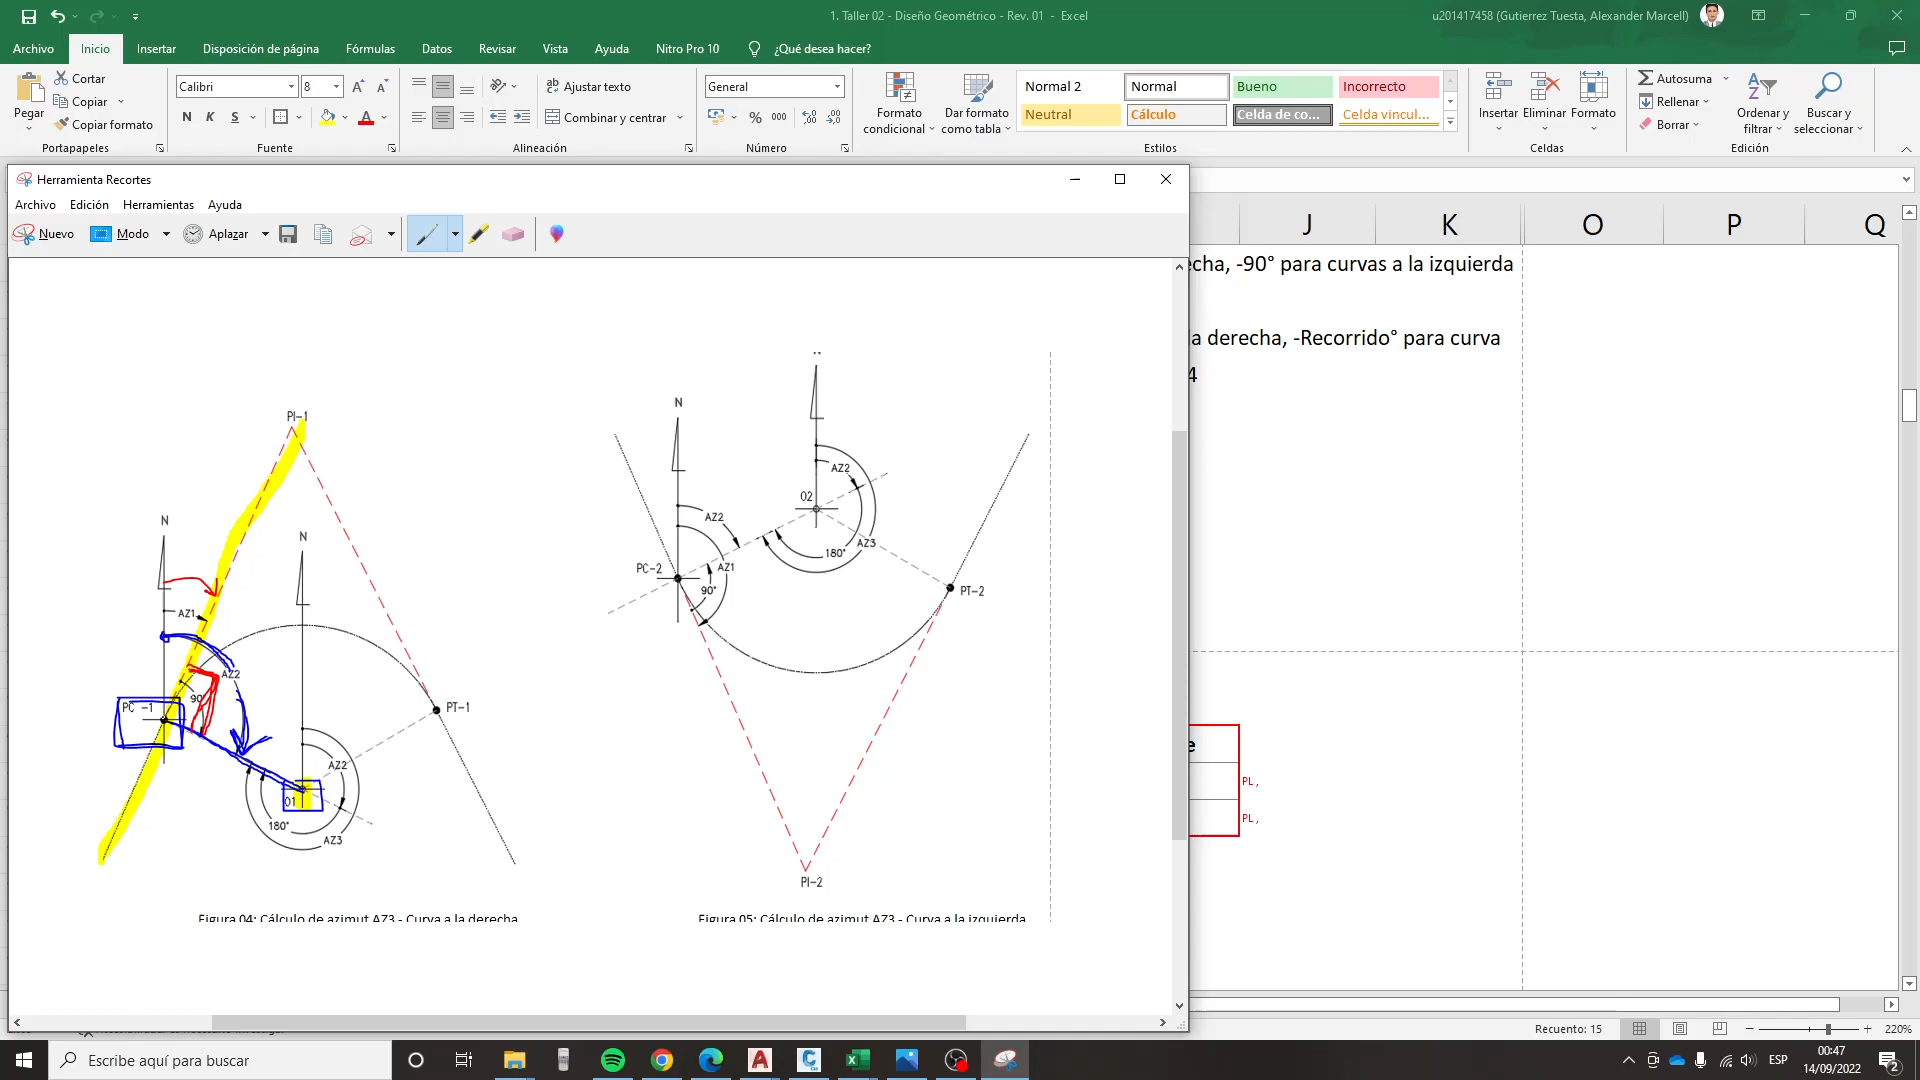 1. Taller 02 - Diseño Geométrico - Rev. 01 - Excel
u201417458 (Gutierrez Tuesta, Alexander Marcell)
Archivo Inicio Insertar Disposición de página Fórmulas Datos Revisar Vista Ayuda Nitro Pro 10 ¿Qué desea hacer?
Pegar
Cortar
Copiar
Copiar formato
Portapapeles
Calibri 8
N K S
Fuente
Ajustar texto
Combinar y centrar
Alineación
General
% 000
Número
Formato condicional
Dar formato como tabla
Normal 2 Normal Bueno Incorrecto
Neutral Cálculo Celda de co... Celda vincul...
Estilos
Insertar Eliminar Formato
Celdas
Autosuma
Rellenar
Borrar
Ordenar y filtrar
Buscar y seleccionar
Edición
Herramienta Recortes
Archivo Edición Herramientas Ayuda
Nuevo Modo Aplazar
J K O P Q
echa, -90° para curvas a la izquierda
la derecha, -Recorrido° para curva
4
e
PL,
PL,
PI-1
N
N
AZ1
AZ2
90
PC -1
PT-1
AZ2
O1
180°
AZ3
Figura 04: Cálculo de azimut AZ3 - Curva a la derecha
N
AZ2
O2
AZ2
AZ3
180°
PC-2
AZ1
90°
PT-2
PI-2
Figura 05: Cálculo de azimut AZ3 - Curva a la izquierda
Recuento: 15
220%
Escribe aquí para buscar
ESP
00:47
14/09/2022
2